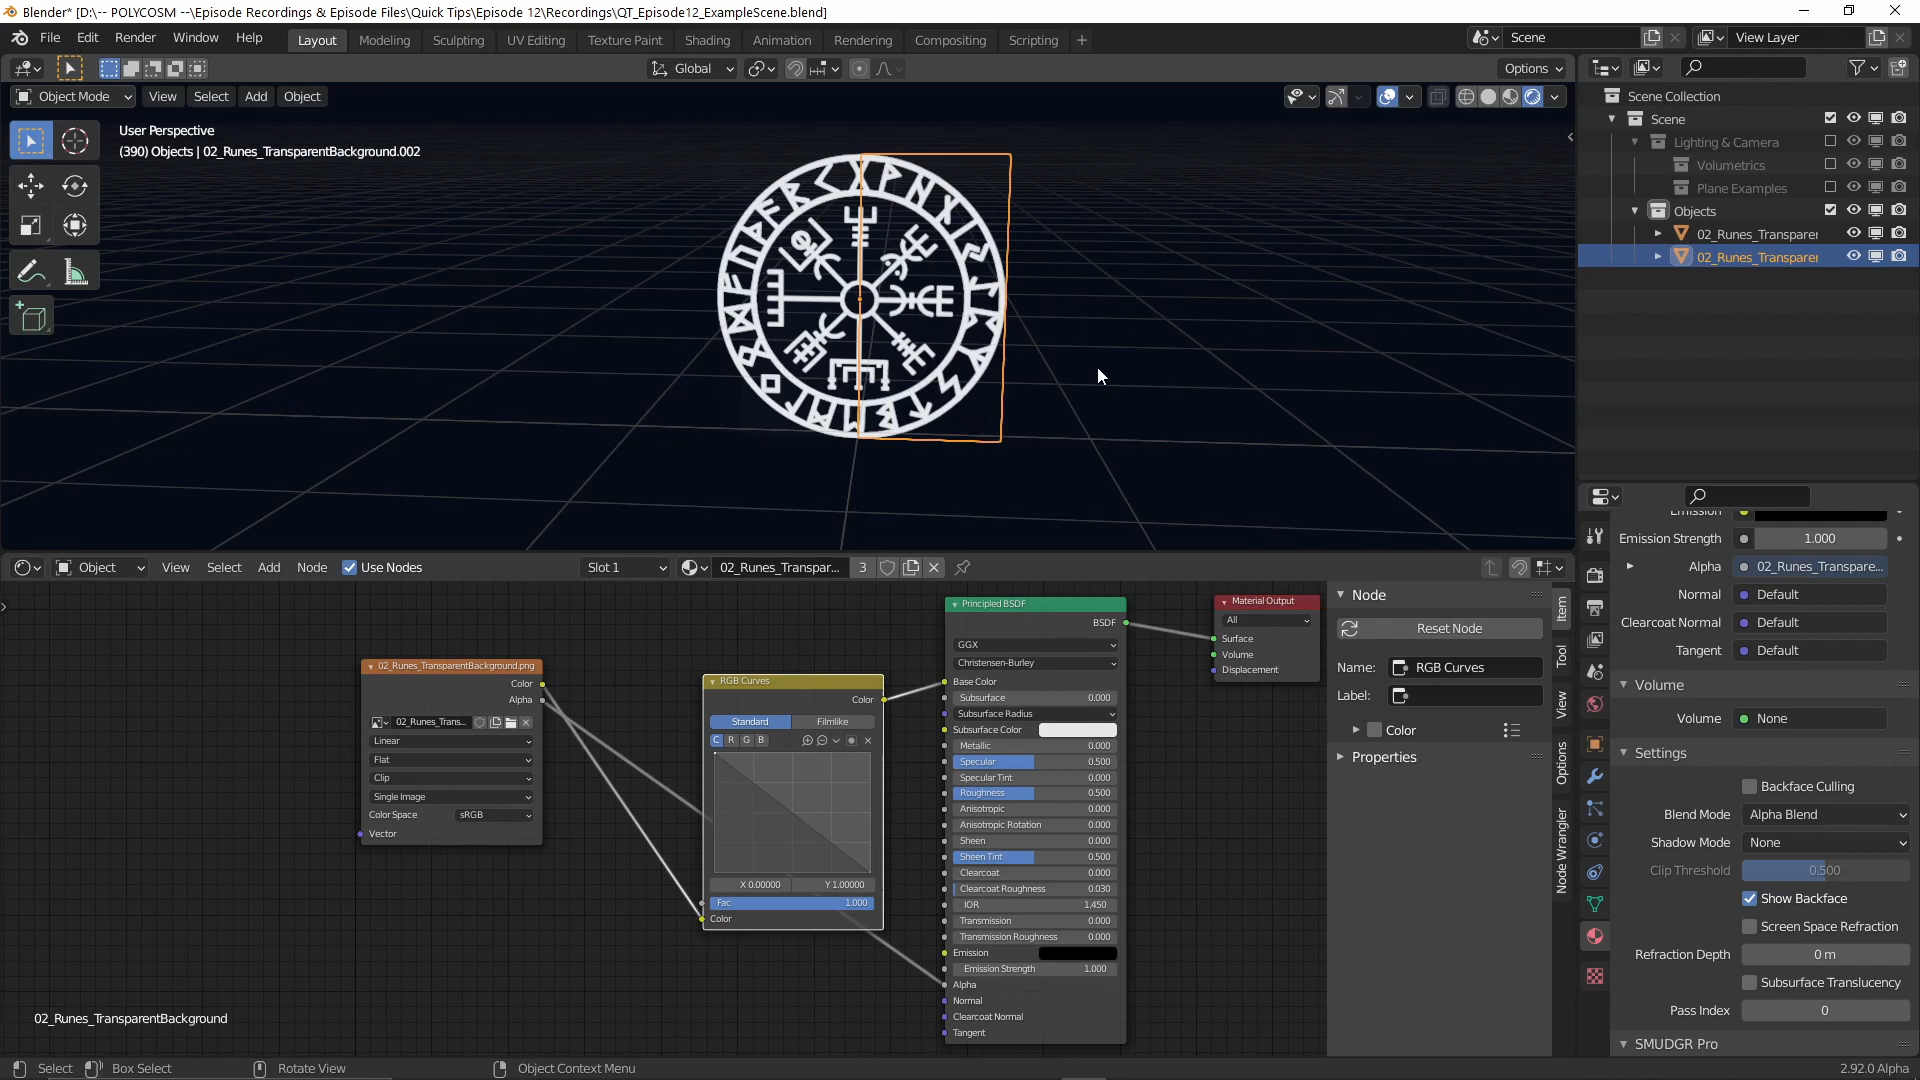 Blender* [D:\-- POLYCOSM --\Episode Recordings & Episode Files\Quick Tips\Episode 12\Recordings\QT_Episode12_ExampleScene.blend]
File Edit Render Window Help Layout Modeling Sculpting UV Editing Texture Paint Shading Animation Rendering Compositing Scripting + Scene View Layer
Global Options
Object Mode View Select Add Object
Scene Collection
Scene
Lighting & Camera
Volumetrics
Plane Examples
Objects
02_Runes_Transparer
02_Runes_Transparer
User Perspective
(390) Objects | 02_Runes_TransparentBackground.002
Object View Select Add Node Use Nodes Slot 1 02_Runes_Transpar... 3
02_Runes_TransparentBackground.png
Color
Alpha
02_Runes_Trans...
Linear
Flat
Clip
Single Image
Color Space sRGB
Vector
RGB Curves
Color
Standard Filmlike
C R G B
X 0.00000 Y 1.00000
Fac 1.000
Color
Principled BSDF
BSDF
GGX
Christensen-Burley
Base Color
Subsurface 0.000
Subsurface Radius
Subsurface Color
Metallic 0.000
Specular 0.500
Specular Tint 0.000
Roughness 0.500
Anisotropic 0.000
Anisotropic Rotation 0.000
Sheen 0.000
Sheen Tint 0.500
Clearcoat 0.000
Clearcoat Roughness 0.030
IOR 1.450
Transmission 0.000
Transmission Roughness 0.000
Emission
Emission Strength 1.000
Alpha
Normal
Clearcoat Normal
Tangent
Material Output
All
Surface
Volume
Displacement
Node
Reset Node
Name: RGB Curves
Label:
Color
Properties
Item
Tool
View
Options
Node Wrangler
Emission
Emission Strength 1.000
Alpha 02_Runes_Transpare...
Normal Default
Clearcoat Normal Default
Tangent Default
Volume
Volume None
Settings
Backface Culling
Blend Mode Alpha Blend
Shadow Mode None
Clip Threshold 0.500
Show Backface
Screen Space Refraction
Refraction Depth 0 m
Subsurface Translucency
Pass Index 0
SMUDGR Pro
02_Runes_TransparentBackground
Select Box Select Rotate View Object Context Menu 2.92.0 Alpha